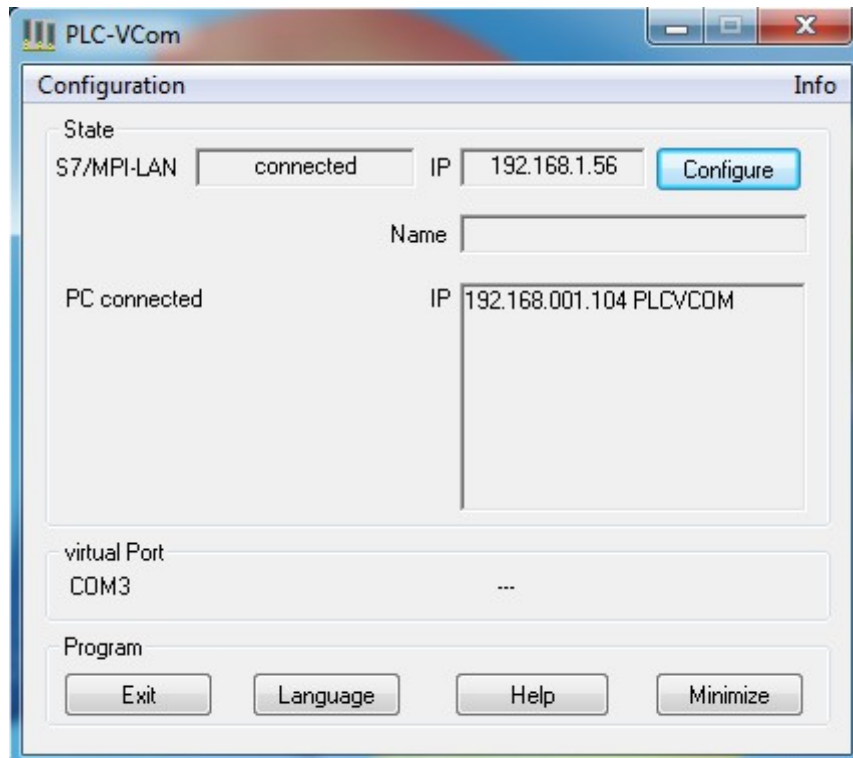 PLC-VCom
Configuration Info
State
S7/MPI-LAN connected IP 192.168.1.56 Configure
Name
PC connected IP 192.168.001.104 PLCVCOM
virtual Port
COM3 ---
Program
Exit Language Help Minimize